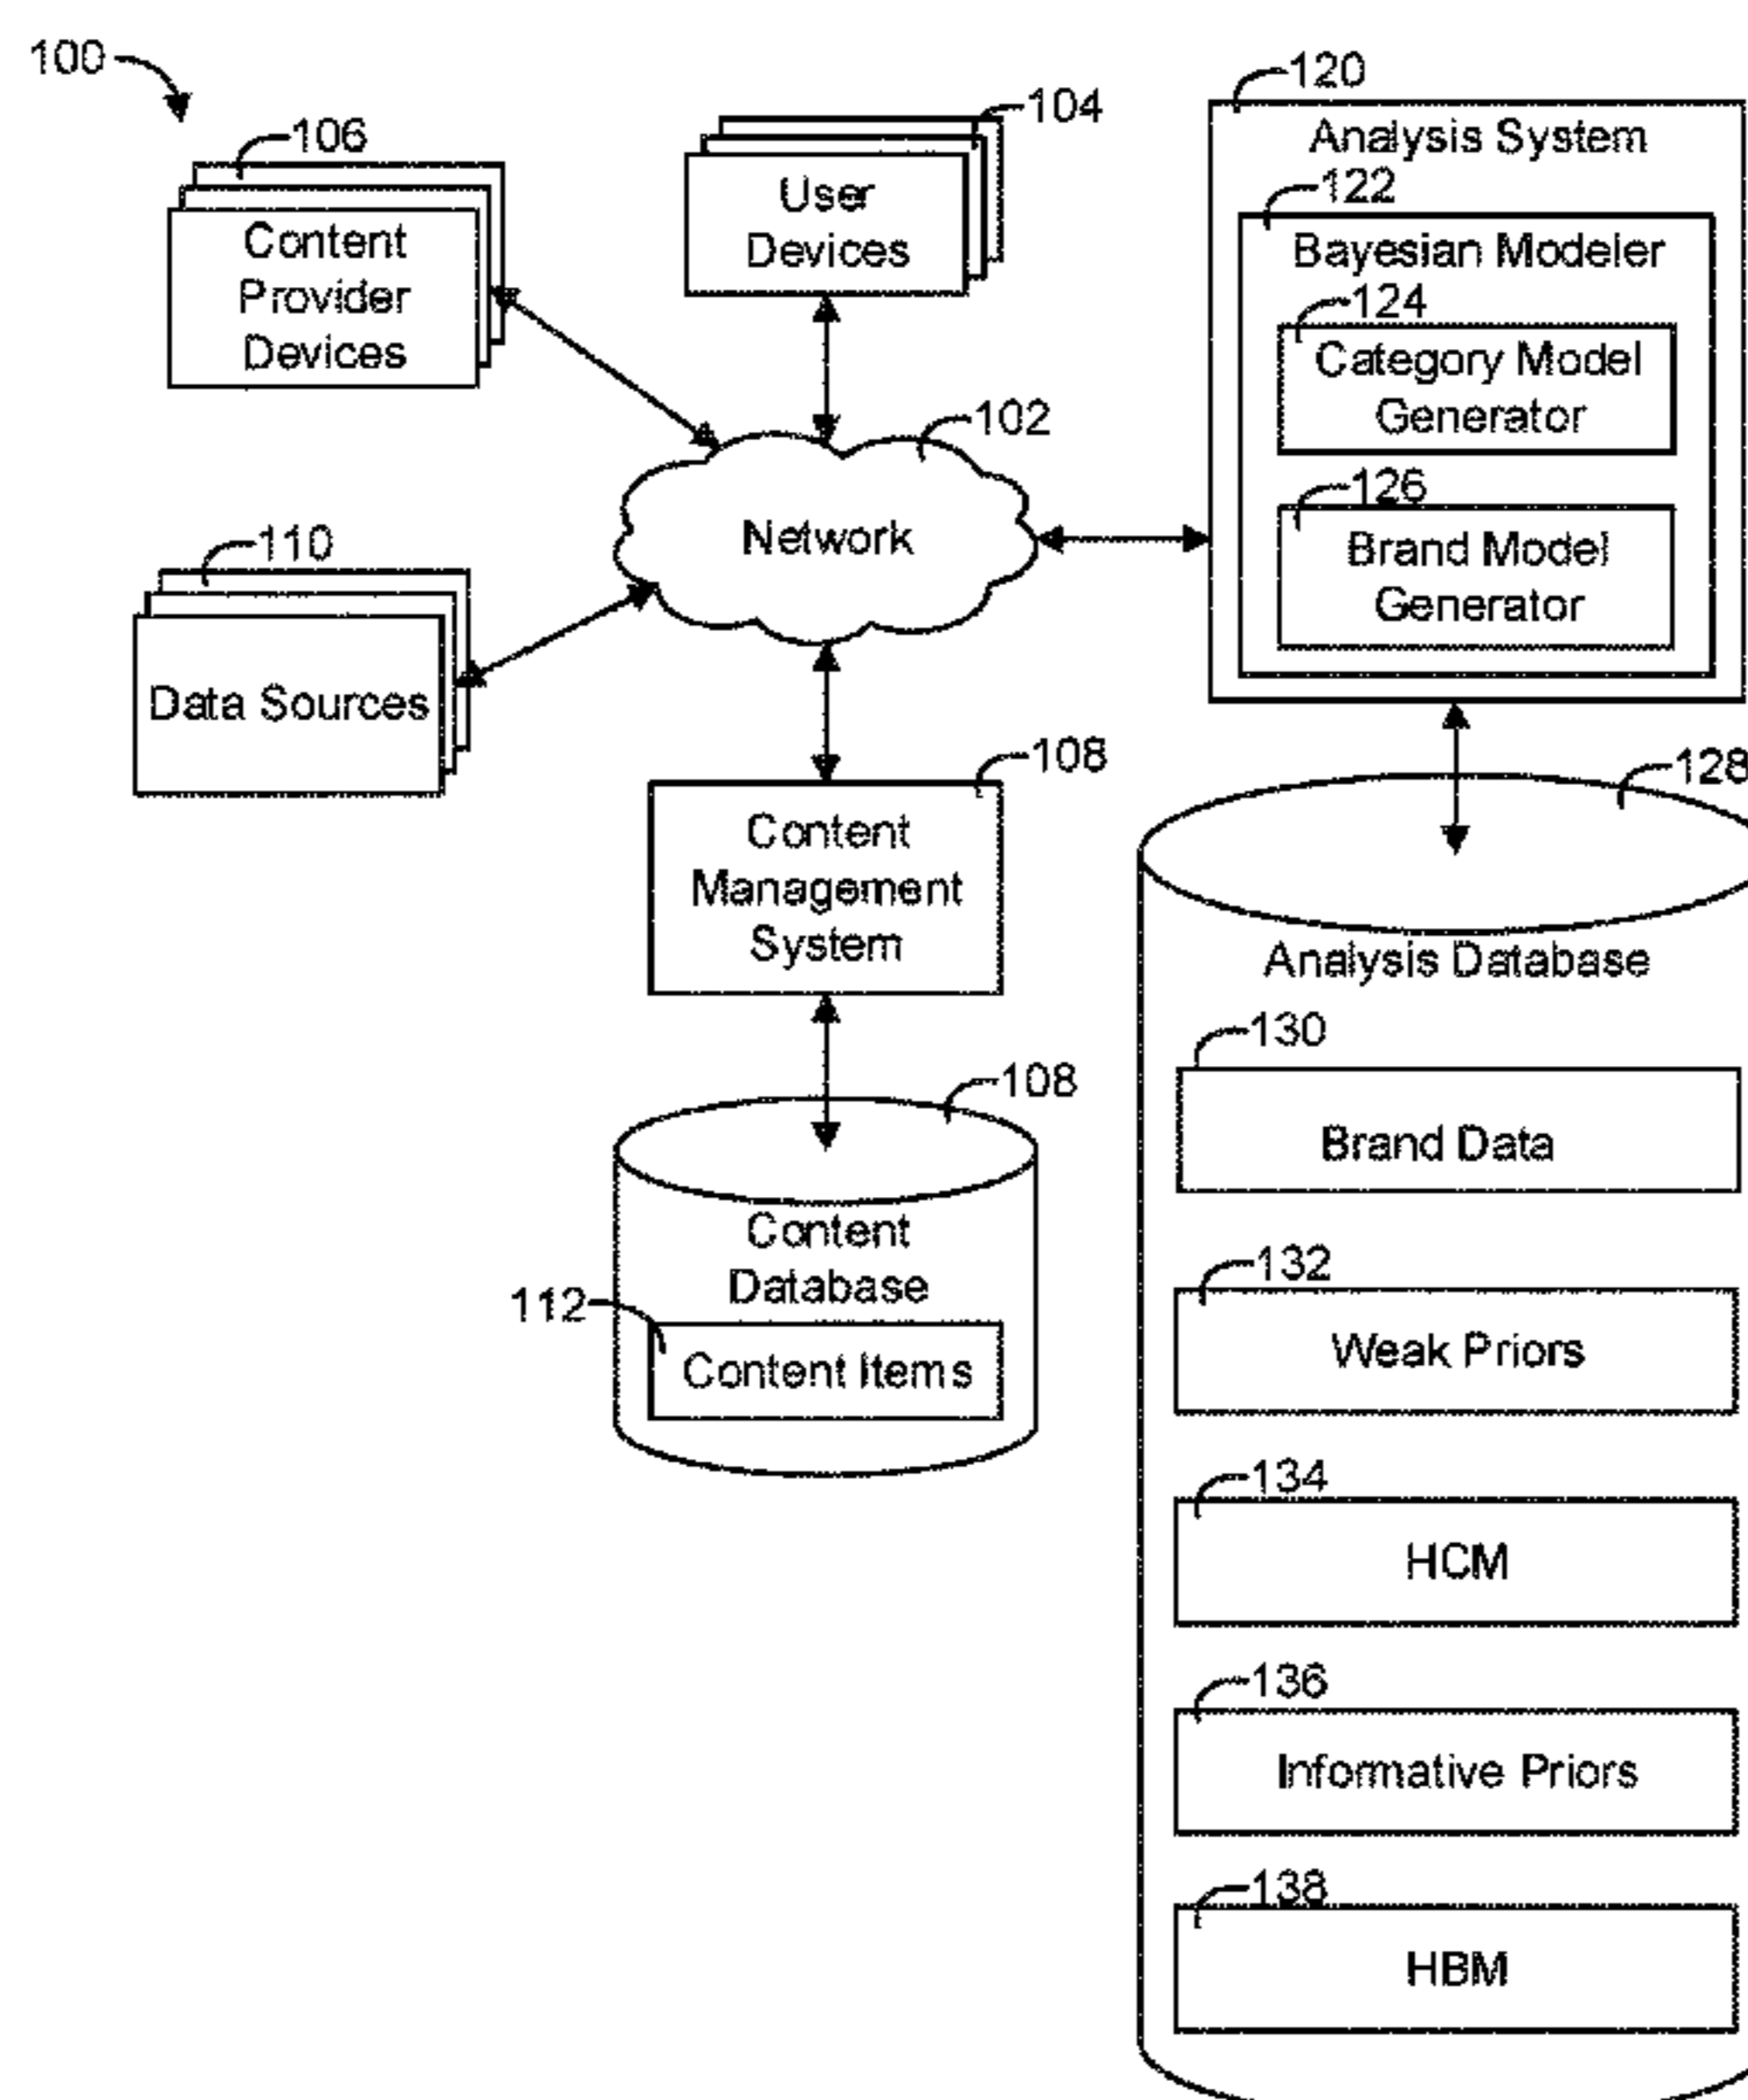 100
106
Content
Provider
Devices
104
User
Devices
120
Analysis System
122
Bayesian Modeler
124
Category Model
Generator
126
Brand Model
Generator
102
Network
110
Data Sources
108
Content
Management
System
108
Content
Database
112
Content Items
128
Analysis Database
130
Brand Data
132
Weak Priors
134
HCM
136
Informative Priors
138
HBM